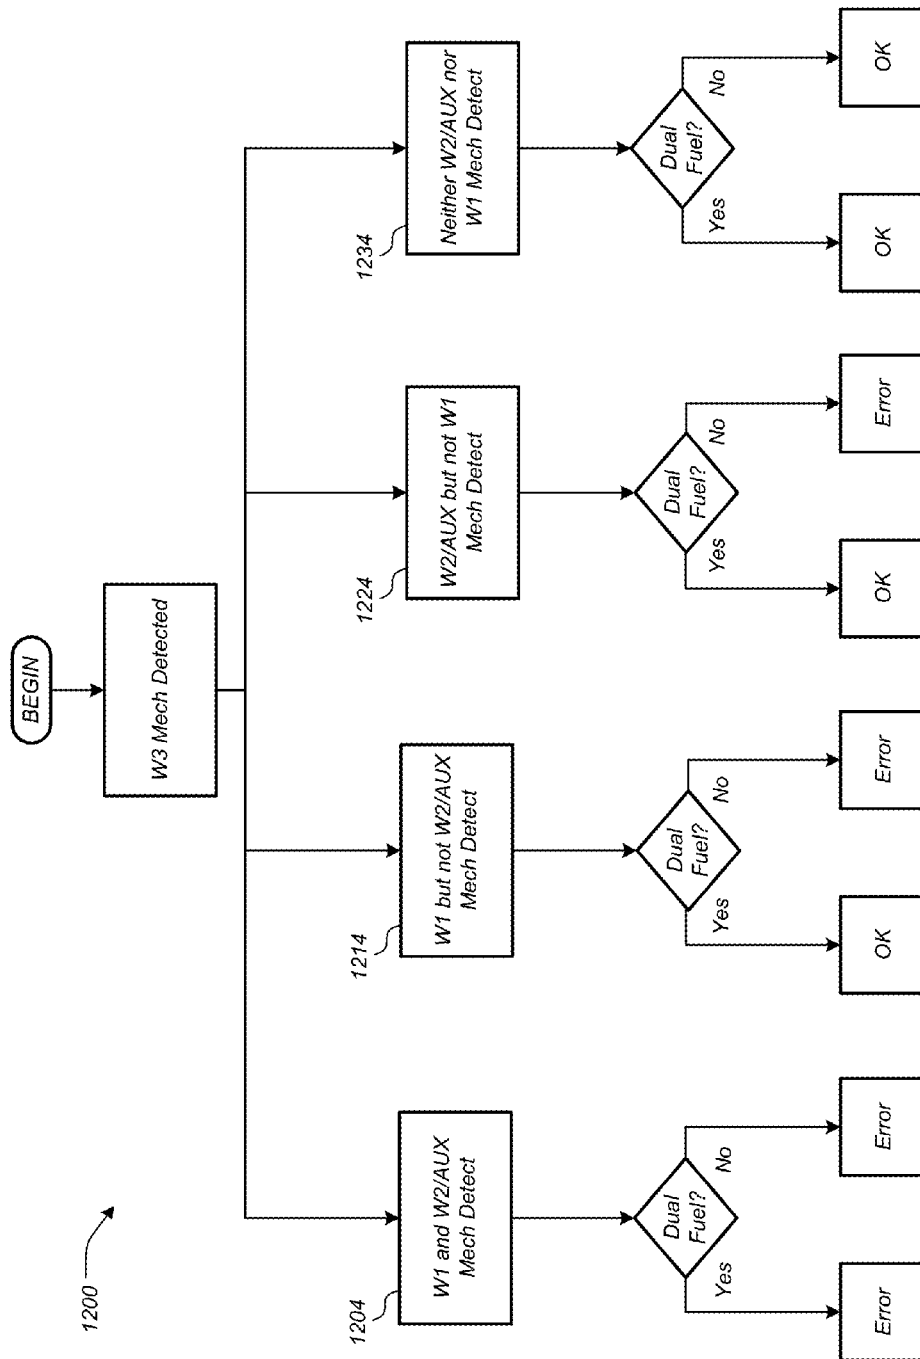 1200
BEGIN
W3 Mech Detected
1204
W1 and W2/AUX
Mech Detect
Dual
Fuel?
Yes
No
Error
Error
1214
W1 but not W2/AUX
Mech Detect
Dual
Fuel?
Yes
No
OK
Error
1224
W2/AUX but not W1
Mech Detect
Dual
Fuel?
Yes
No
OK
Error
1234
Neither W2/AUX nor
W1 Mech Detect
Dual
Fuel?
Yes
No
OK
OK